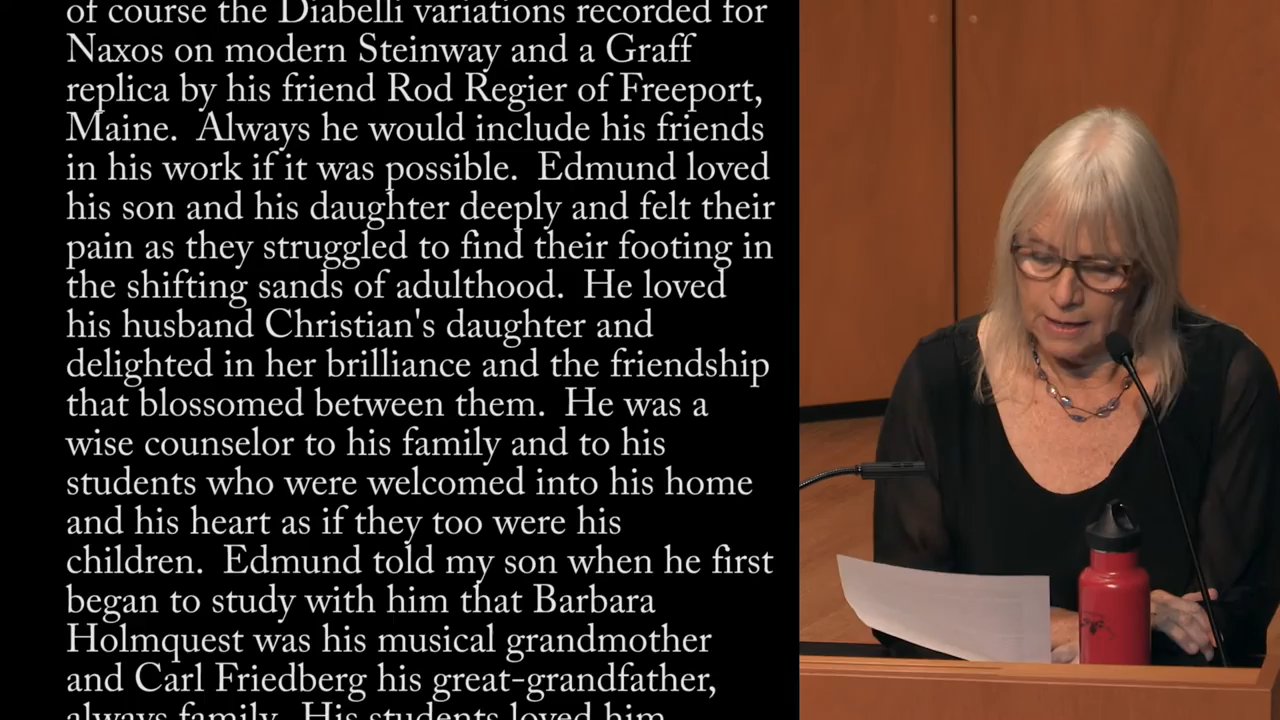 of course the Diabelli variations recorded for
Naxos on modern Steinway and a Graff
replica by his friend Rod Regier of Freeport,
Maine.  Always he would include his friends
in his work if it was possible.  Edmund loved
his son and his daughter deeply and felt their
pain as they struggled to find their footing in
the shifting sands of adulthood.  He loved
his husband Christian's daughter and
delighted in her brilliance and the friendship
that blossomed between them.  He was a
wise counselor to his family and to his
students who were welcomed into his home
and his heart as if they too were his
children.  Edmund told my son when he first
began to study with him that Barbara
Holmquest was his musical grandmother
and Carl Friedberg his great-grandfather,
always family.  His students loved him